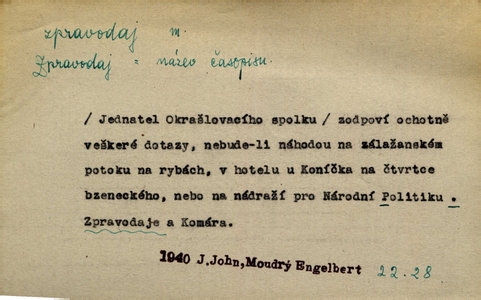 zpravodaj m.
Zpravodaj = název časopisu.
/ Jednatel Okrašlovacího spolku / zodpoví ochotně
veškeré dotazy, nebude-li náhodou na zálažanském
potoku na rybách, v hotelu u Koníčka na čtvrtce
bzeneckého, nebo na nádraží pro Národní Politiku .
Zpravodaje a Komára.
1940 J.John,Moudrý Engelbert
22.28